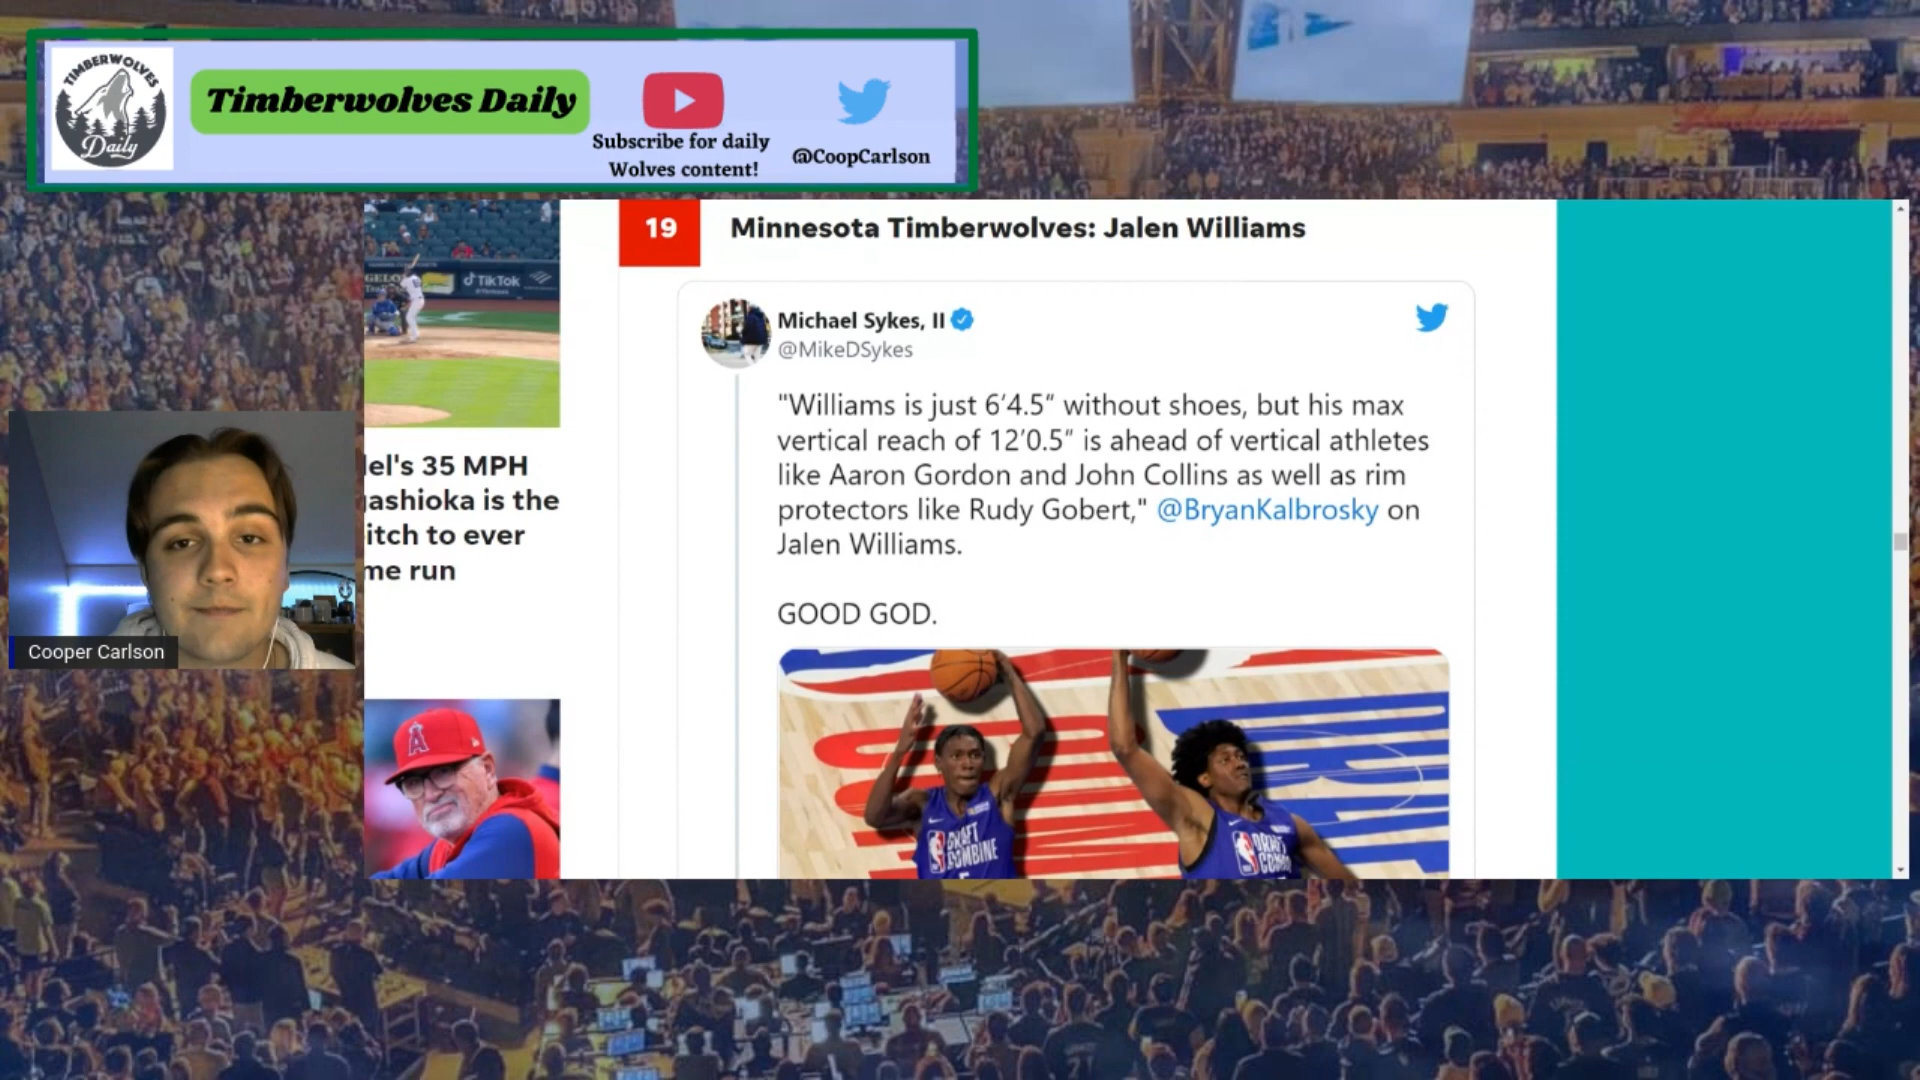 TIMBERWOLVES
Daily
Timberwolves Daily
Subscribe for daily
Wolves content!
@CoopCarlson
19
Minnesota Timberwolves: Jalen Williams
TikTok
Michael Sykes, II
@MikeDSykes
"Williams is just 6‘4.5“ without shoes, but his max
vertical reach of 12‘0.5“ is ahead of vertical athletes
like Aaron Gordon and John Collins as well as rim
protectors like Rudy Gobert," @BryanKalbrosky on
Jalen Williams.
GOOD GOD.
del's 35 MPH
gashioka is the
itch to ever
me run
Cooper Carlson
A
DRAFT
COMBINE
DRAFT